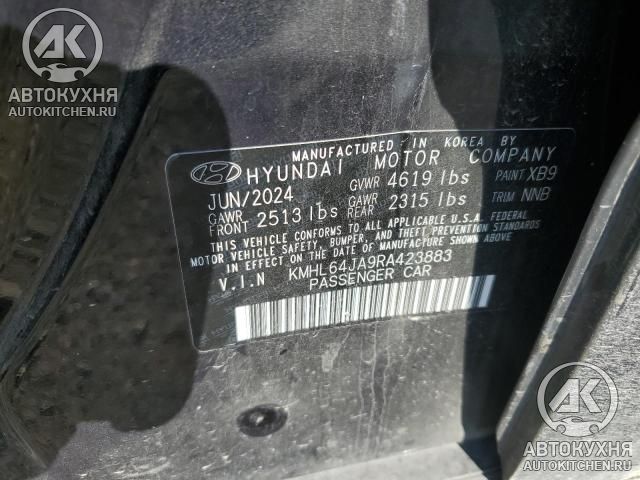 AK
АВТОКУХНЯ
AUTOKITCHEN.RU
MANUFACTURED IN KOREA BY
HYUNDAI MOTOR COMPANY
JUN/2024 GVWR 4619 lbs PAINT XB9
GAWR FRONT 2513 lbs GAWR REAR 2315 lbs TRIM NNB
THIS VEHICLE CONFORMS TO ALL APPLICABLE U.S.A. FEDERAL
MOTOR VEHICLE SAFETY, BUMPER, AND THEFT PREVENTION STANDARDS
IN EFFECT ON THE DATE OF MANUFACTURE SHOWN ABOVE.
V.I.N KMHL64JA9RA423883
PASSENGER CAR
AK
АВТОКУХНЯ
AUTOKITCHEN.RU